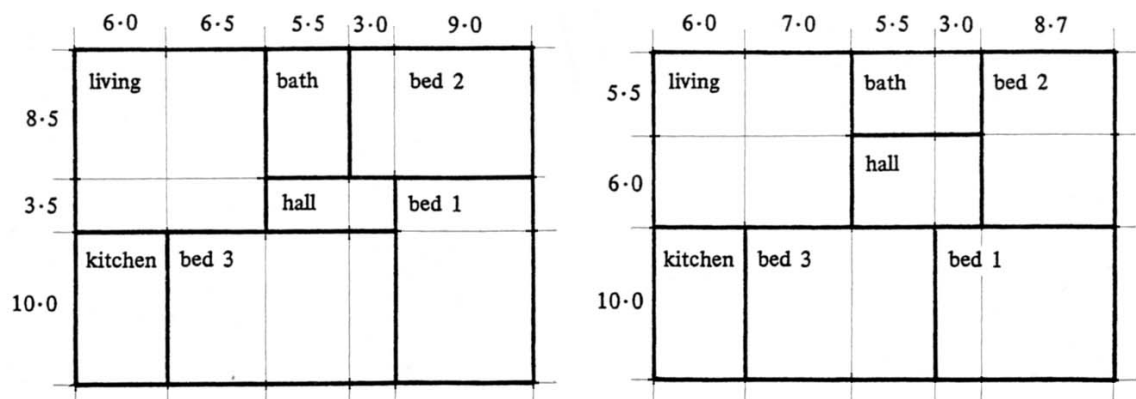 6·0 6·5 5·5 3·0 9·0
8·5
living bath bed 2
3·5
hall bed 1
10·0
kitchen bed 3
6·0 7·0 5·5 3·0 8·7
5·5
living bath bed 2
6·0
hall
10·0
kitchen bed 3 bed 1